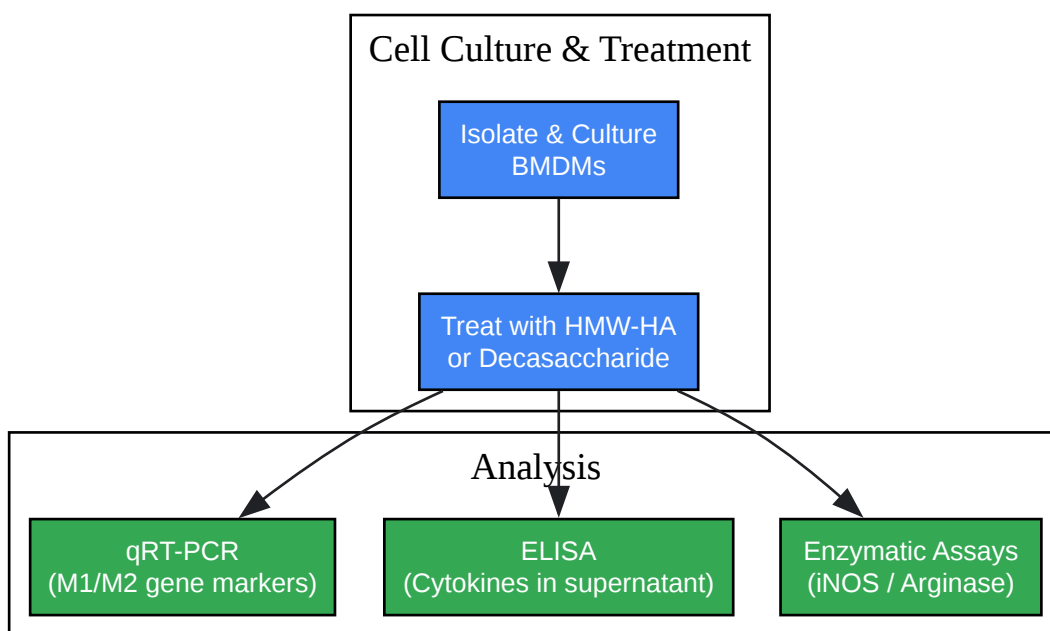 Cell Culture & Treatment
Isolate & Culture
BMDMs
Treat with HMW-HA
or Decasaccharide
Analysis
qRT-PCR
(M1/M2 gene markers)
ELISA
(Cytokines in supernatant)
Enzymatic Assays
(iNOS / Arginase)